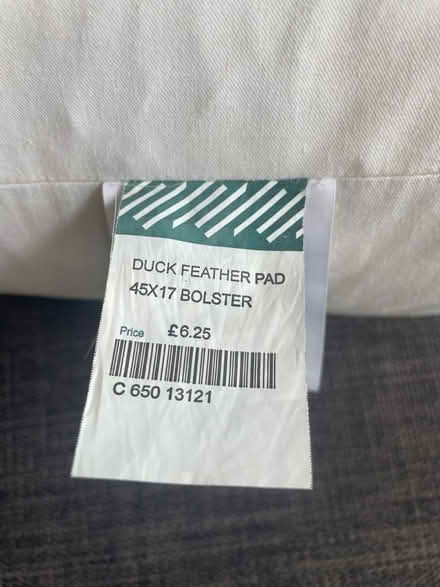 DUCK FEATHER PAD
45X17 BOLSTER
Price £6.25
C 650 13121